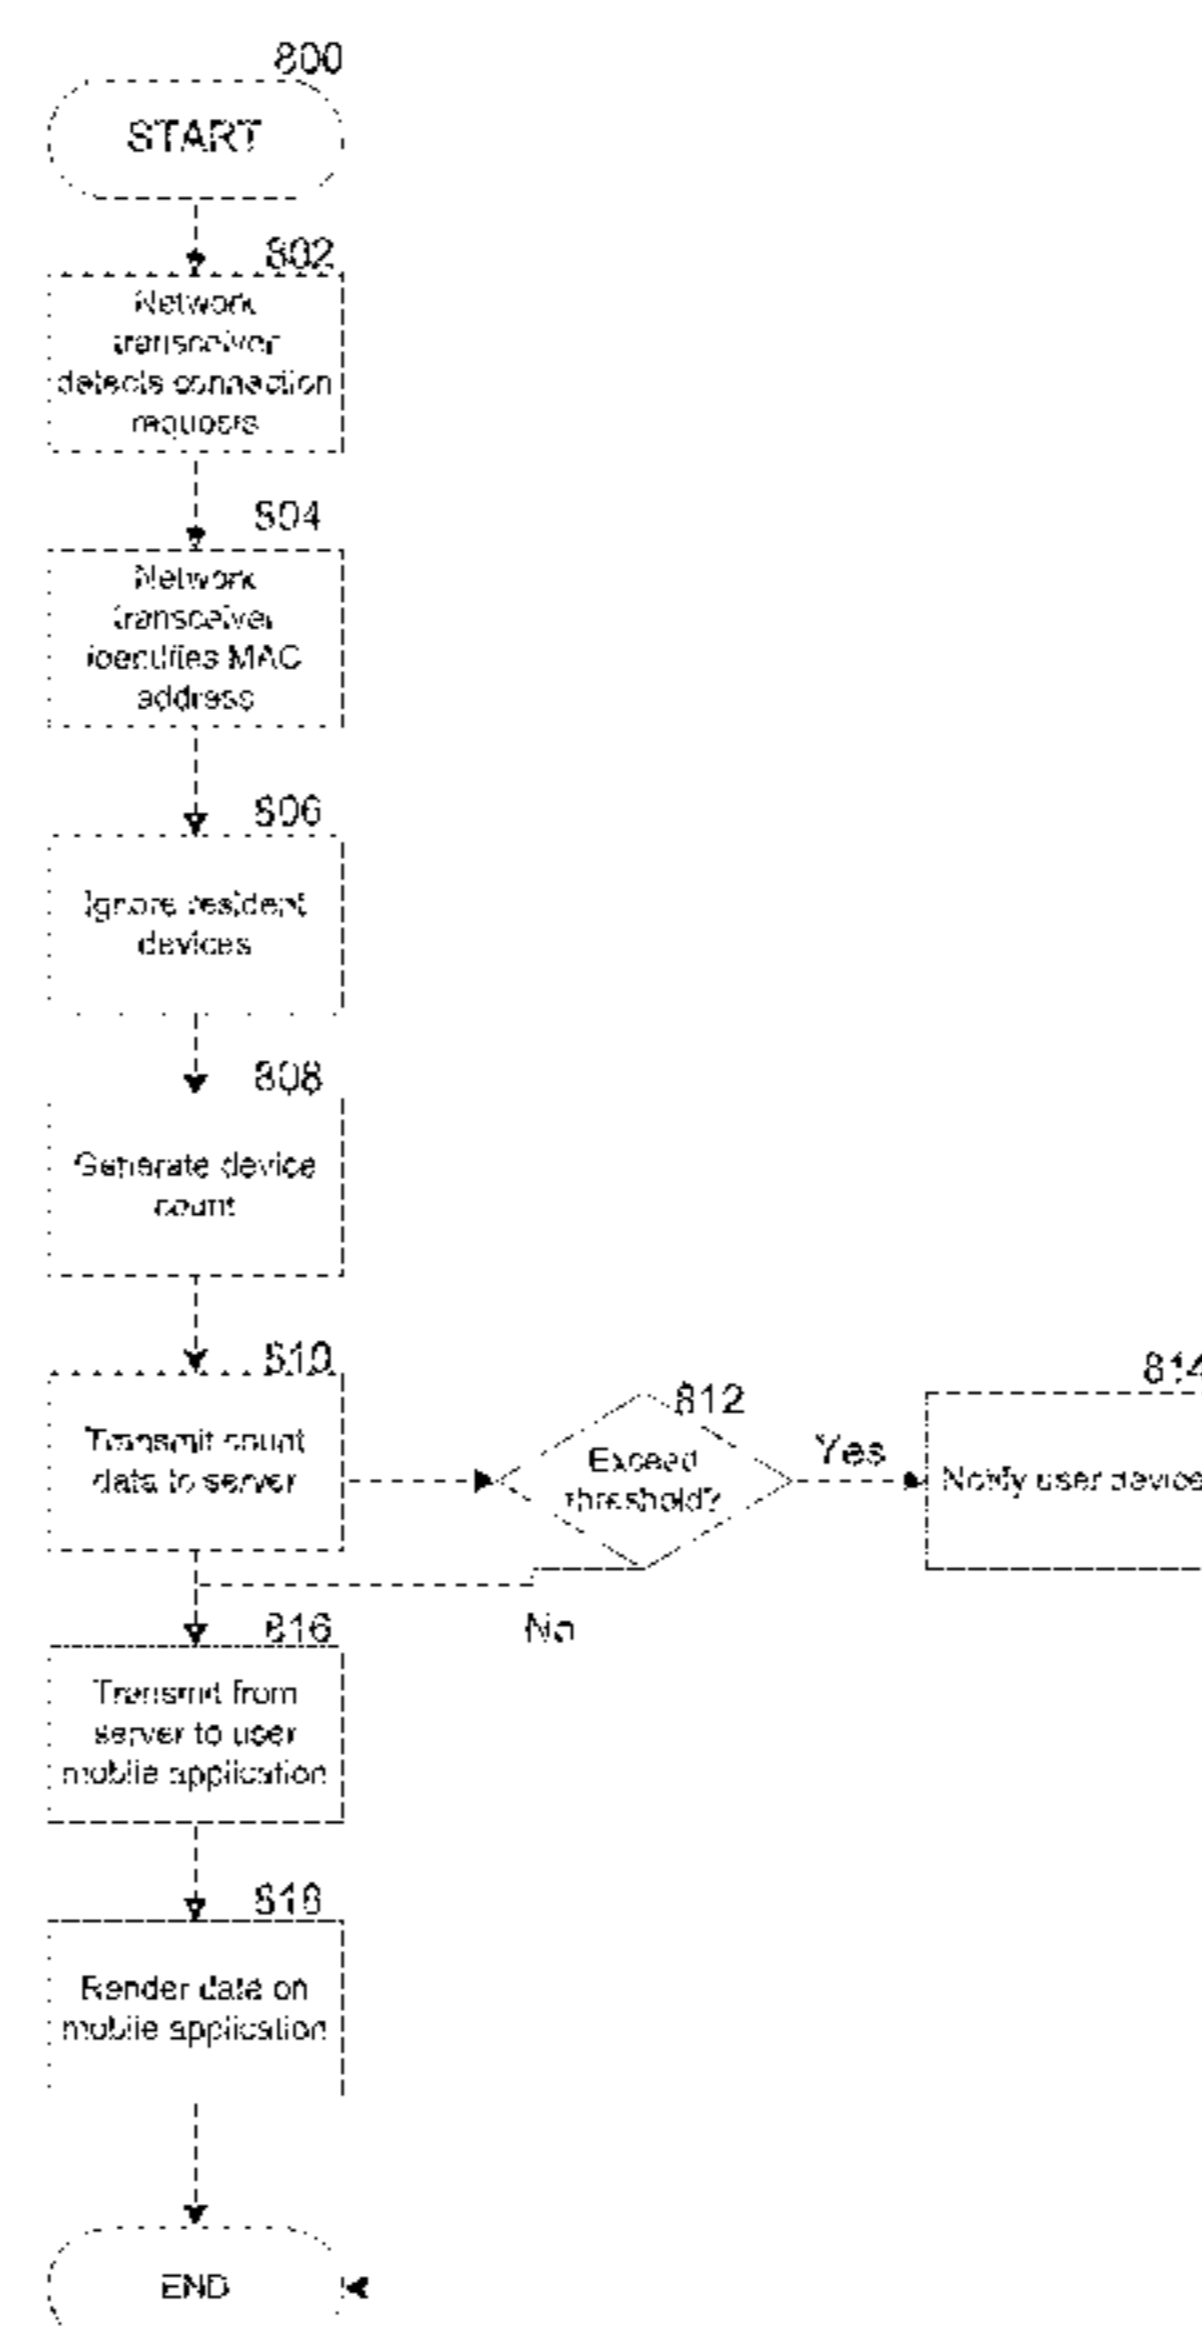 800
START
802
Network
transceiver
detects connection
requests
804
Network
transceiver
identifies MAC
address
806
Ignore resident
devices
808
Generate device
count
810
Transmit count
data to server
812
Exceed
threshold?
Yes
814
Notify user device
No
816
Transmit from
server to user
mobile application
818
Render data on
mobile application
END